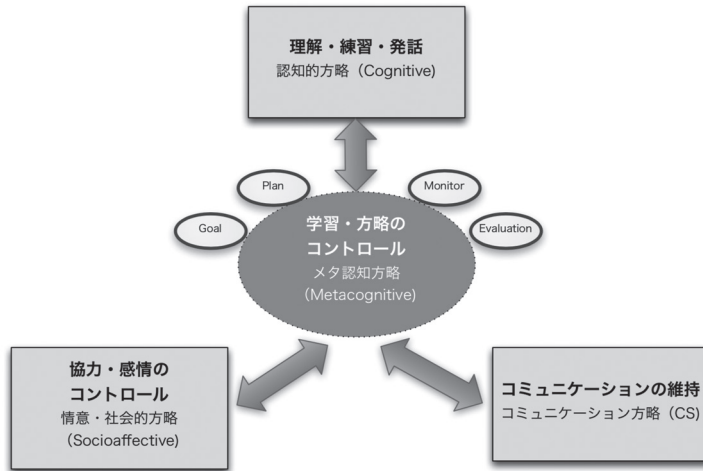 理解・練習・発話
認知的方略（Cognitive）
Plan
Monitor
Goal
Evaluation
学習・方略の
コントロール
メタ認知方略
（Metacognitive）
協力・感情の
コントロール
情意・社会的方略
（Socioaffective）
コミュニケーションの維持
コミュニケーション方略（CS）